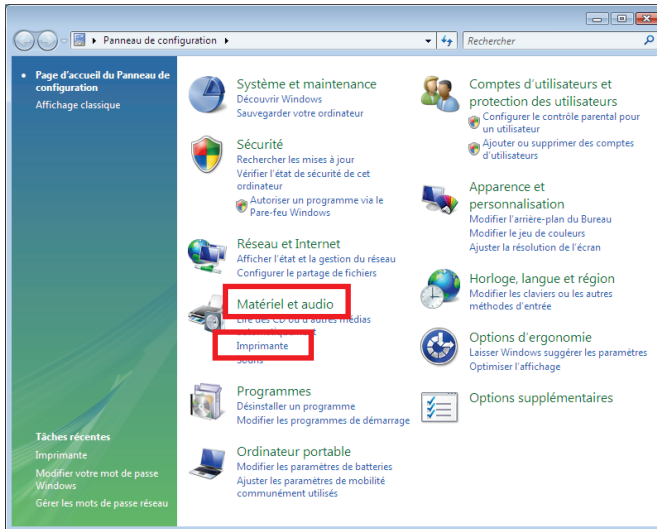 Panneau de configuration
Rechercher
Page d'accueil du Panneau de
configuration
Affichage classique
Tâches récentes
Imprimante
Modifier votre mot de passe
Windows
Gérer les mots de passe réseau
Système et maintenance
Découvrir Windows
Sauvegarder votre ordinateur
Sécurité
Rechercher les mises à jour
Vérifier l'état de sécurité de cet
ordinateur
Autoriser un programme via le
Pare-feu Windows
Réseau et Internet
Afficher l'état et la gestion du réseau
Configurer le partage de fichiers
Matériel et audio
Lire des CD ou d'autres médias
automatiquement
Imprimante
Souris
Programmes
Désinstaller un programme
Modifier les programmes de démarrage
Ordinateur portable
Modifier les paramètres de batteries
Ajuster les paramètres de mobilité
communément utilisés
Comptes d'utilisateurs et
protection des utilisateurs
Configurer le contrôle parental pour
un utilisateur
Ajouter ou supprimer des comptes
d'utilisateurs
Apparence et
personnalisation
Modifier l'arrière-plan du Bureau
Modifier le jeu de couleurs
Ajuster la résolution de l'écran
Horloge, langue et région
Modifier les claviers ou les autres
méthodes d'entrée
Options d'ergonomie
Laisser Windows suggérer les paramètres
Optimiser l'affichage
Options supplémentaires